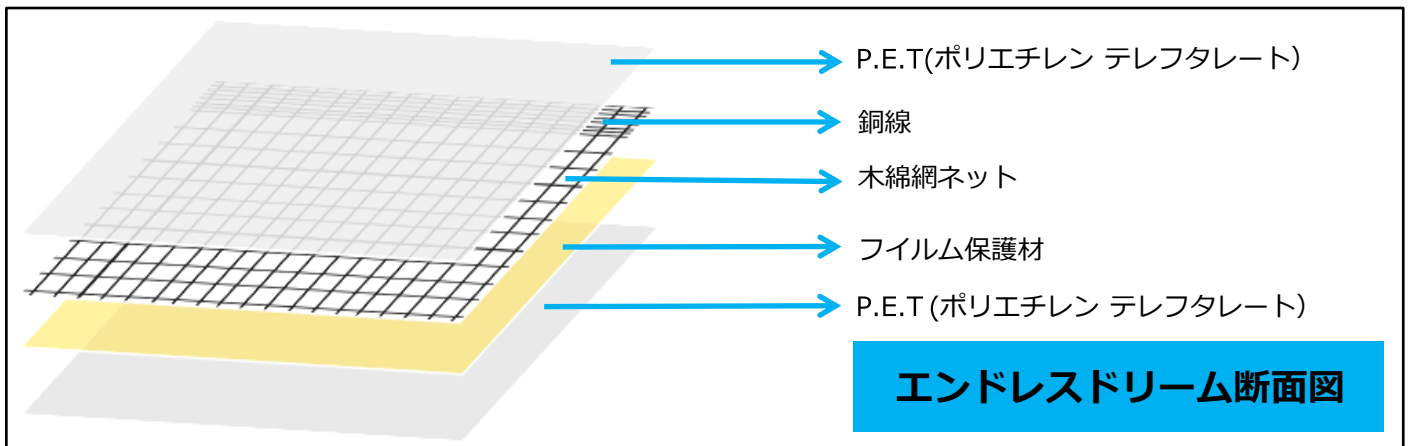 P.E.T(ポリエチレン テレフタレート）
銅線
木綿網ネット
フイルム保護材
P.E.T (ポリエチレン テレフタレート）
エンドレスドリーム断面図